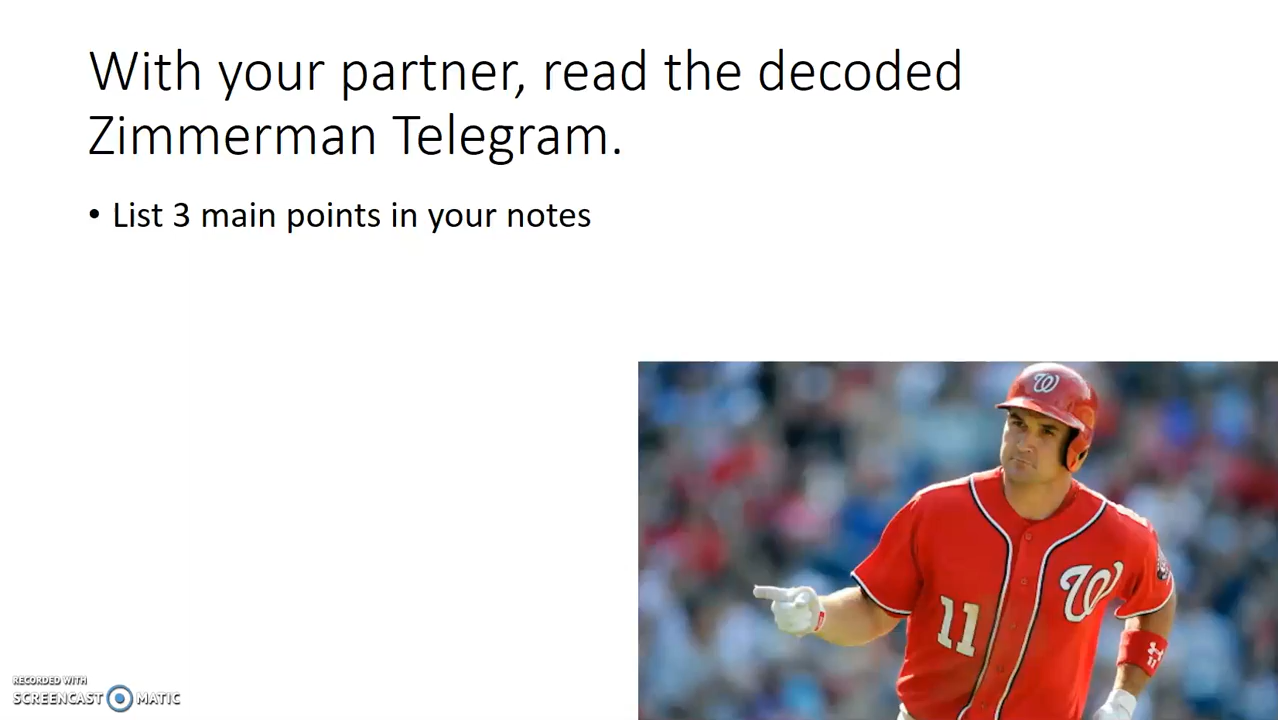 With your partner, read the decoded
Zimmerman Telegram.
• List 3 main points in your notes
W
W
11
RECORDED WITH
SCREENCAST MATIC